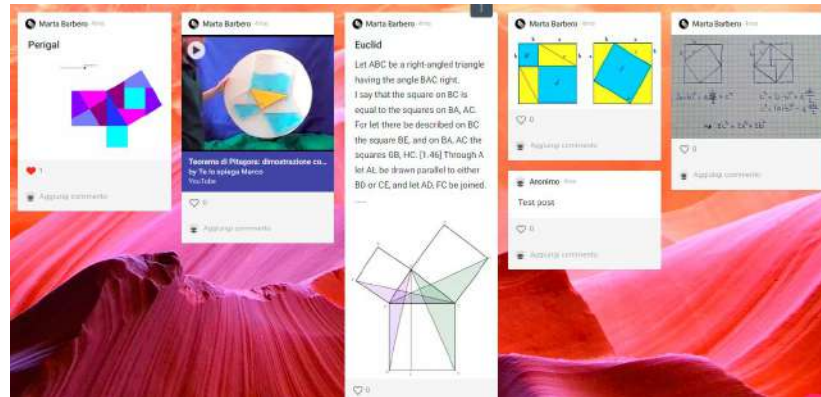 Marta Barbero
Perigal
1
Aggiungi commento
Marta Barbero
Teorema di Pitagora: dimostrazione co...
by Te lo spiega Marco
YouTube
0
Aggiungi commento
Marta Barbero
Euclid
Let ABC be a right-angled triangle
having the angle BAC right.
I say that the square on BC is
equal to the squares on BA, AC.
For let there be described on BC
the square BE, and on BA, AC the
squares GB, HC. [1.46] Through A
let AL be drawn parallel to either
BD or CE, and let AD, FC be joined.
0
Marta Barbero
0
Aggiungi commento
Anonimo
Test post
0
Aggiungi commento
Marta Barbero
0
Aggiungi commento